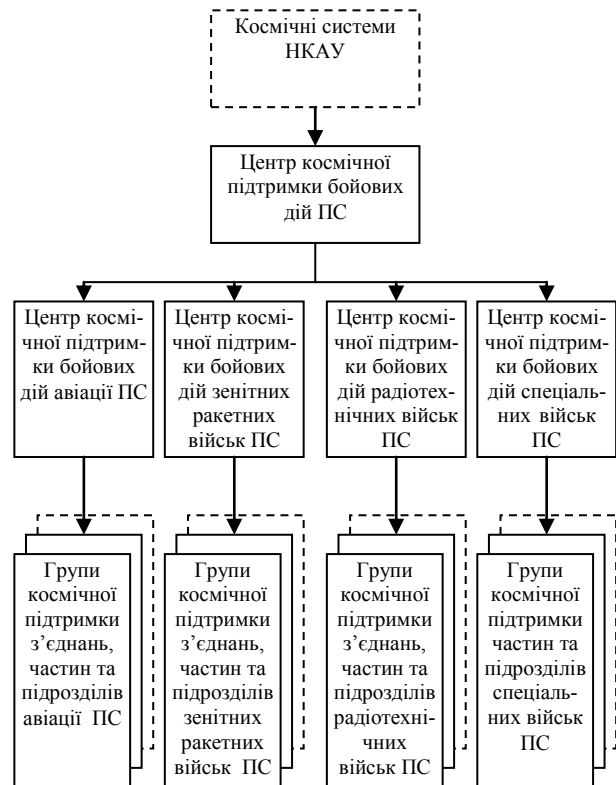 Космічні системи
НКАУ
Центр космічної
підтримки бойових
дій ПС
Центр космі-
чної підтрим-
ки бойових
дій авіації ПС
Центр космі-
чної підтрим-
ки бойових
дій зенітних
ракетних
військ ПС
Центр космі-
чної підтрим-
ки бойових
дій радіотех-
нічних військ
ПС
Центр космі-
чної підтрим-
ки бойових
дій спеціаль-
них військ
ПС
Групи
космічної
підтримки
з’єднань,
частин та
підрозділів
авіації ПС
Групи
космічної
підтримки
з’єднань,
частин та
підрозділів
зенітних
ракетних
військ ПС
Групи
космічної
підтримки
з’єднань,
частин та
підрозділів
радіотехні-
чних
військ ПС
Групи
космічної
підтримки
частин та
підрозділів
спеціаль-
них військ
ПС